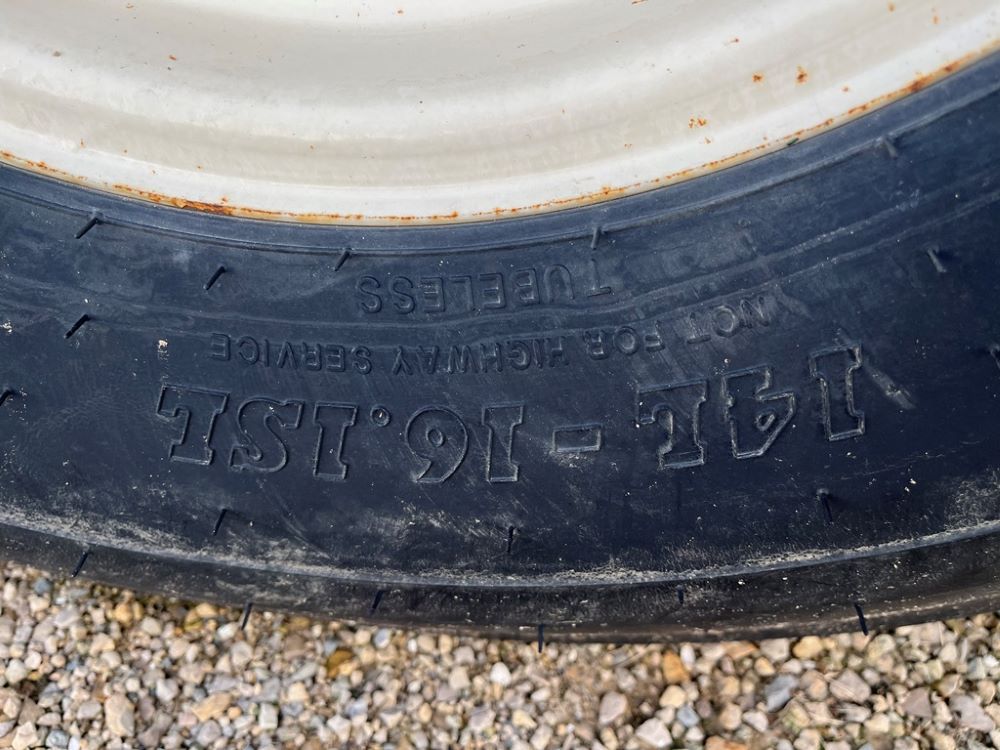 14L - 16.1SL
NOT FOR HIGHWAY SERVICE
TUBELESS